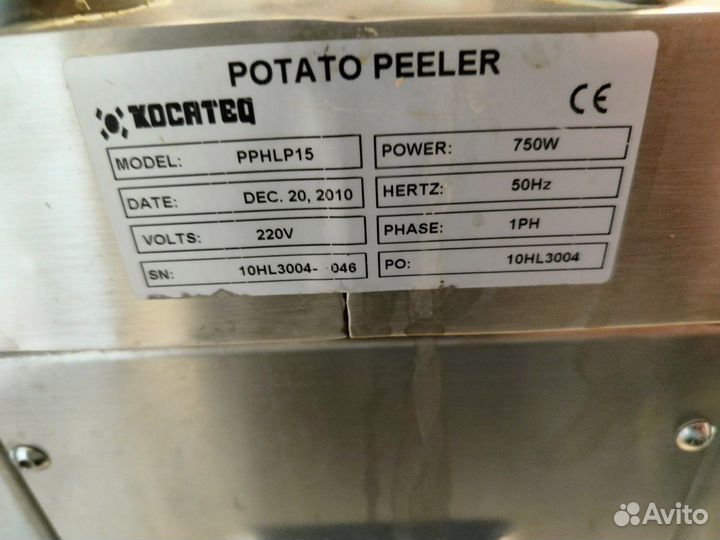 POTATO PEELER
KOCATEQ
CE
MODEL: PPHLP15
POWER: 750W
DATE: DEC. 20, 2010
HERTZ: 50Hz
VOLTS: 220V
PHASE: 1PH
SN: 10HL3004- 046
PO: 10HL3004
Avito